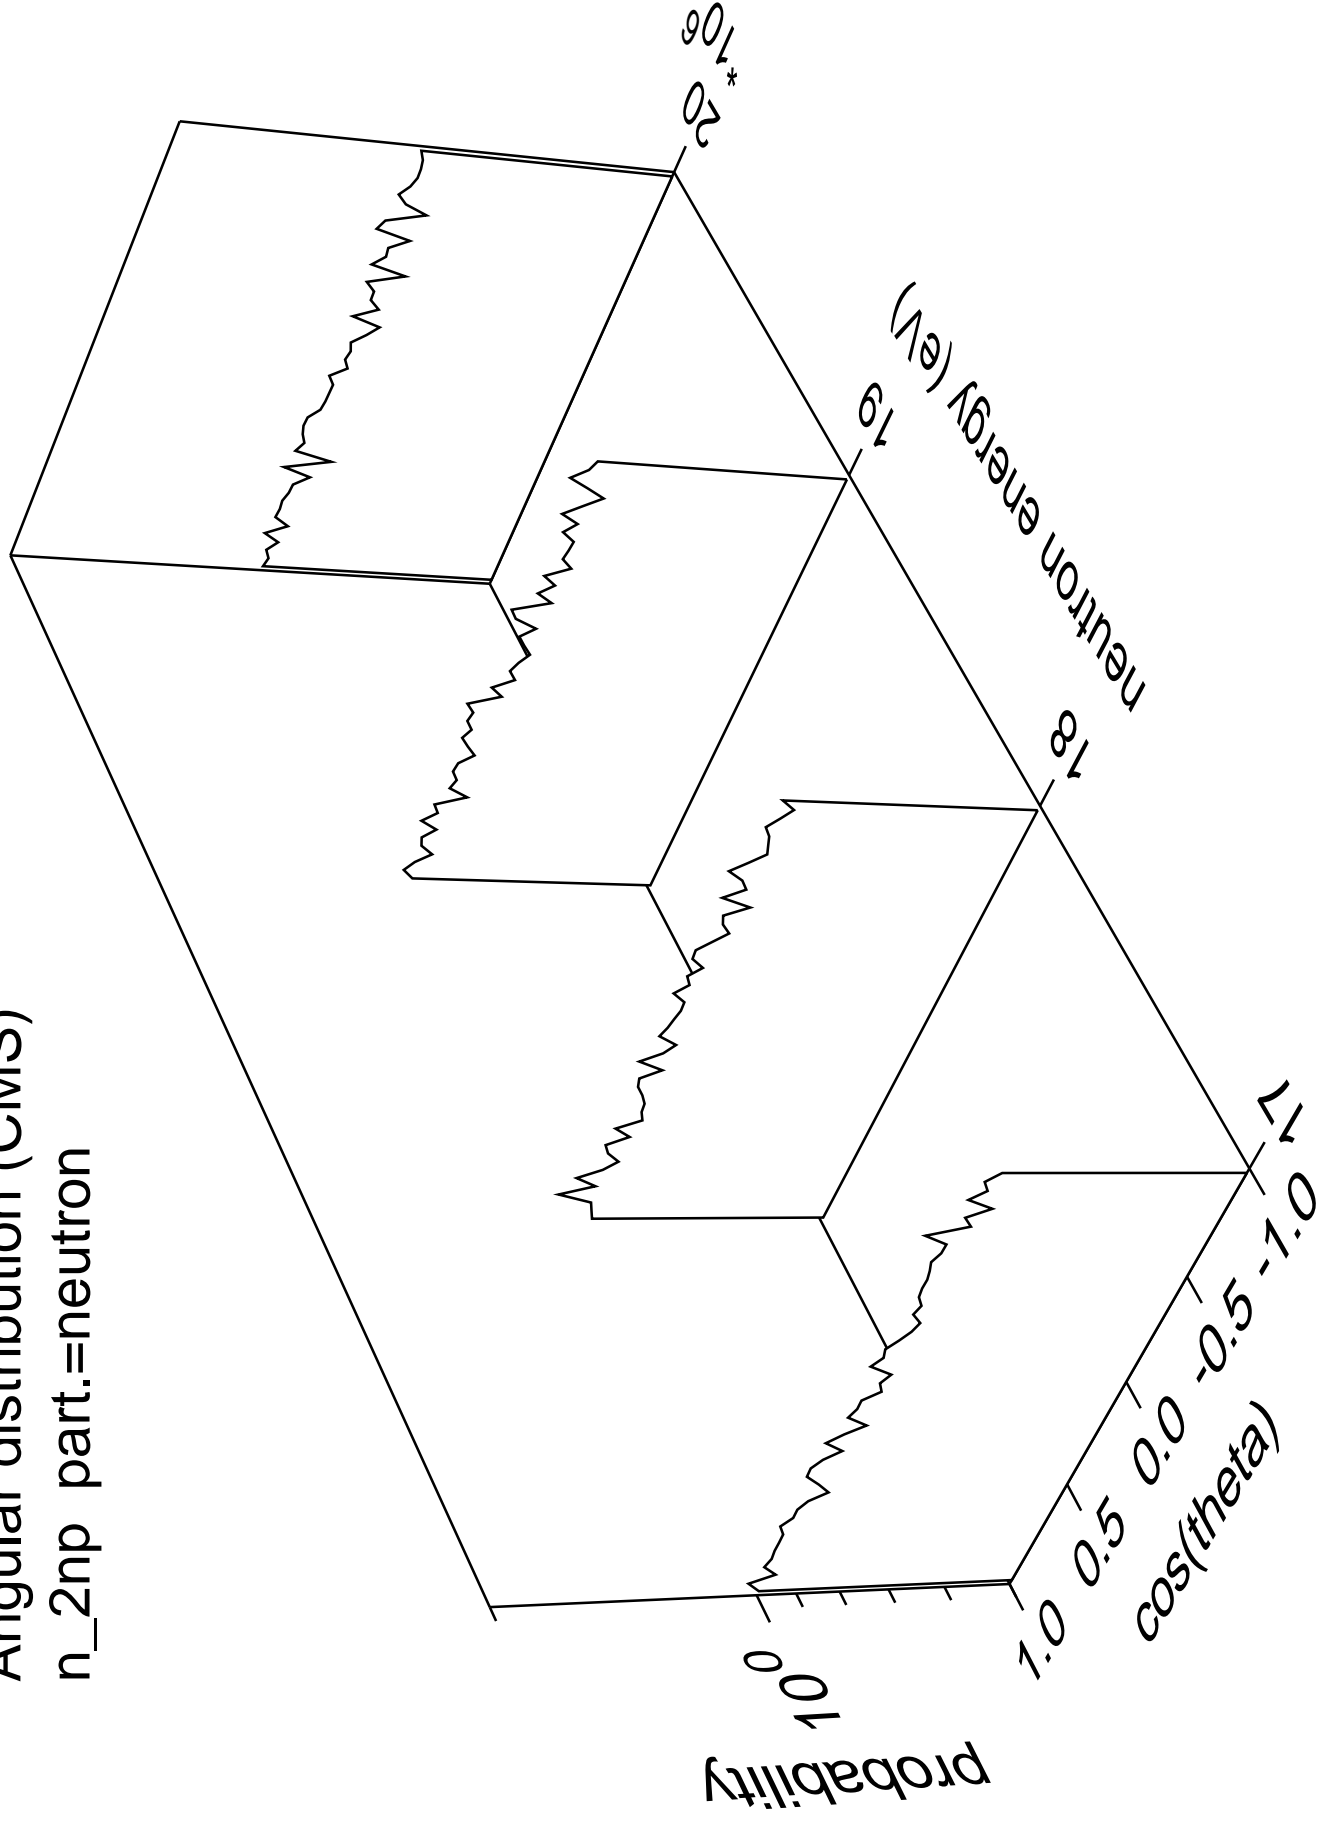 Angular distribution (CMS)
n_2np part.=neutron
probability
10 0
1.0 0.5 0.0 -0.5 -1.0
cos(theta)
17 18 19 20
* 10 6
neutron energy (eV)